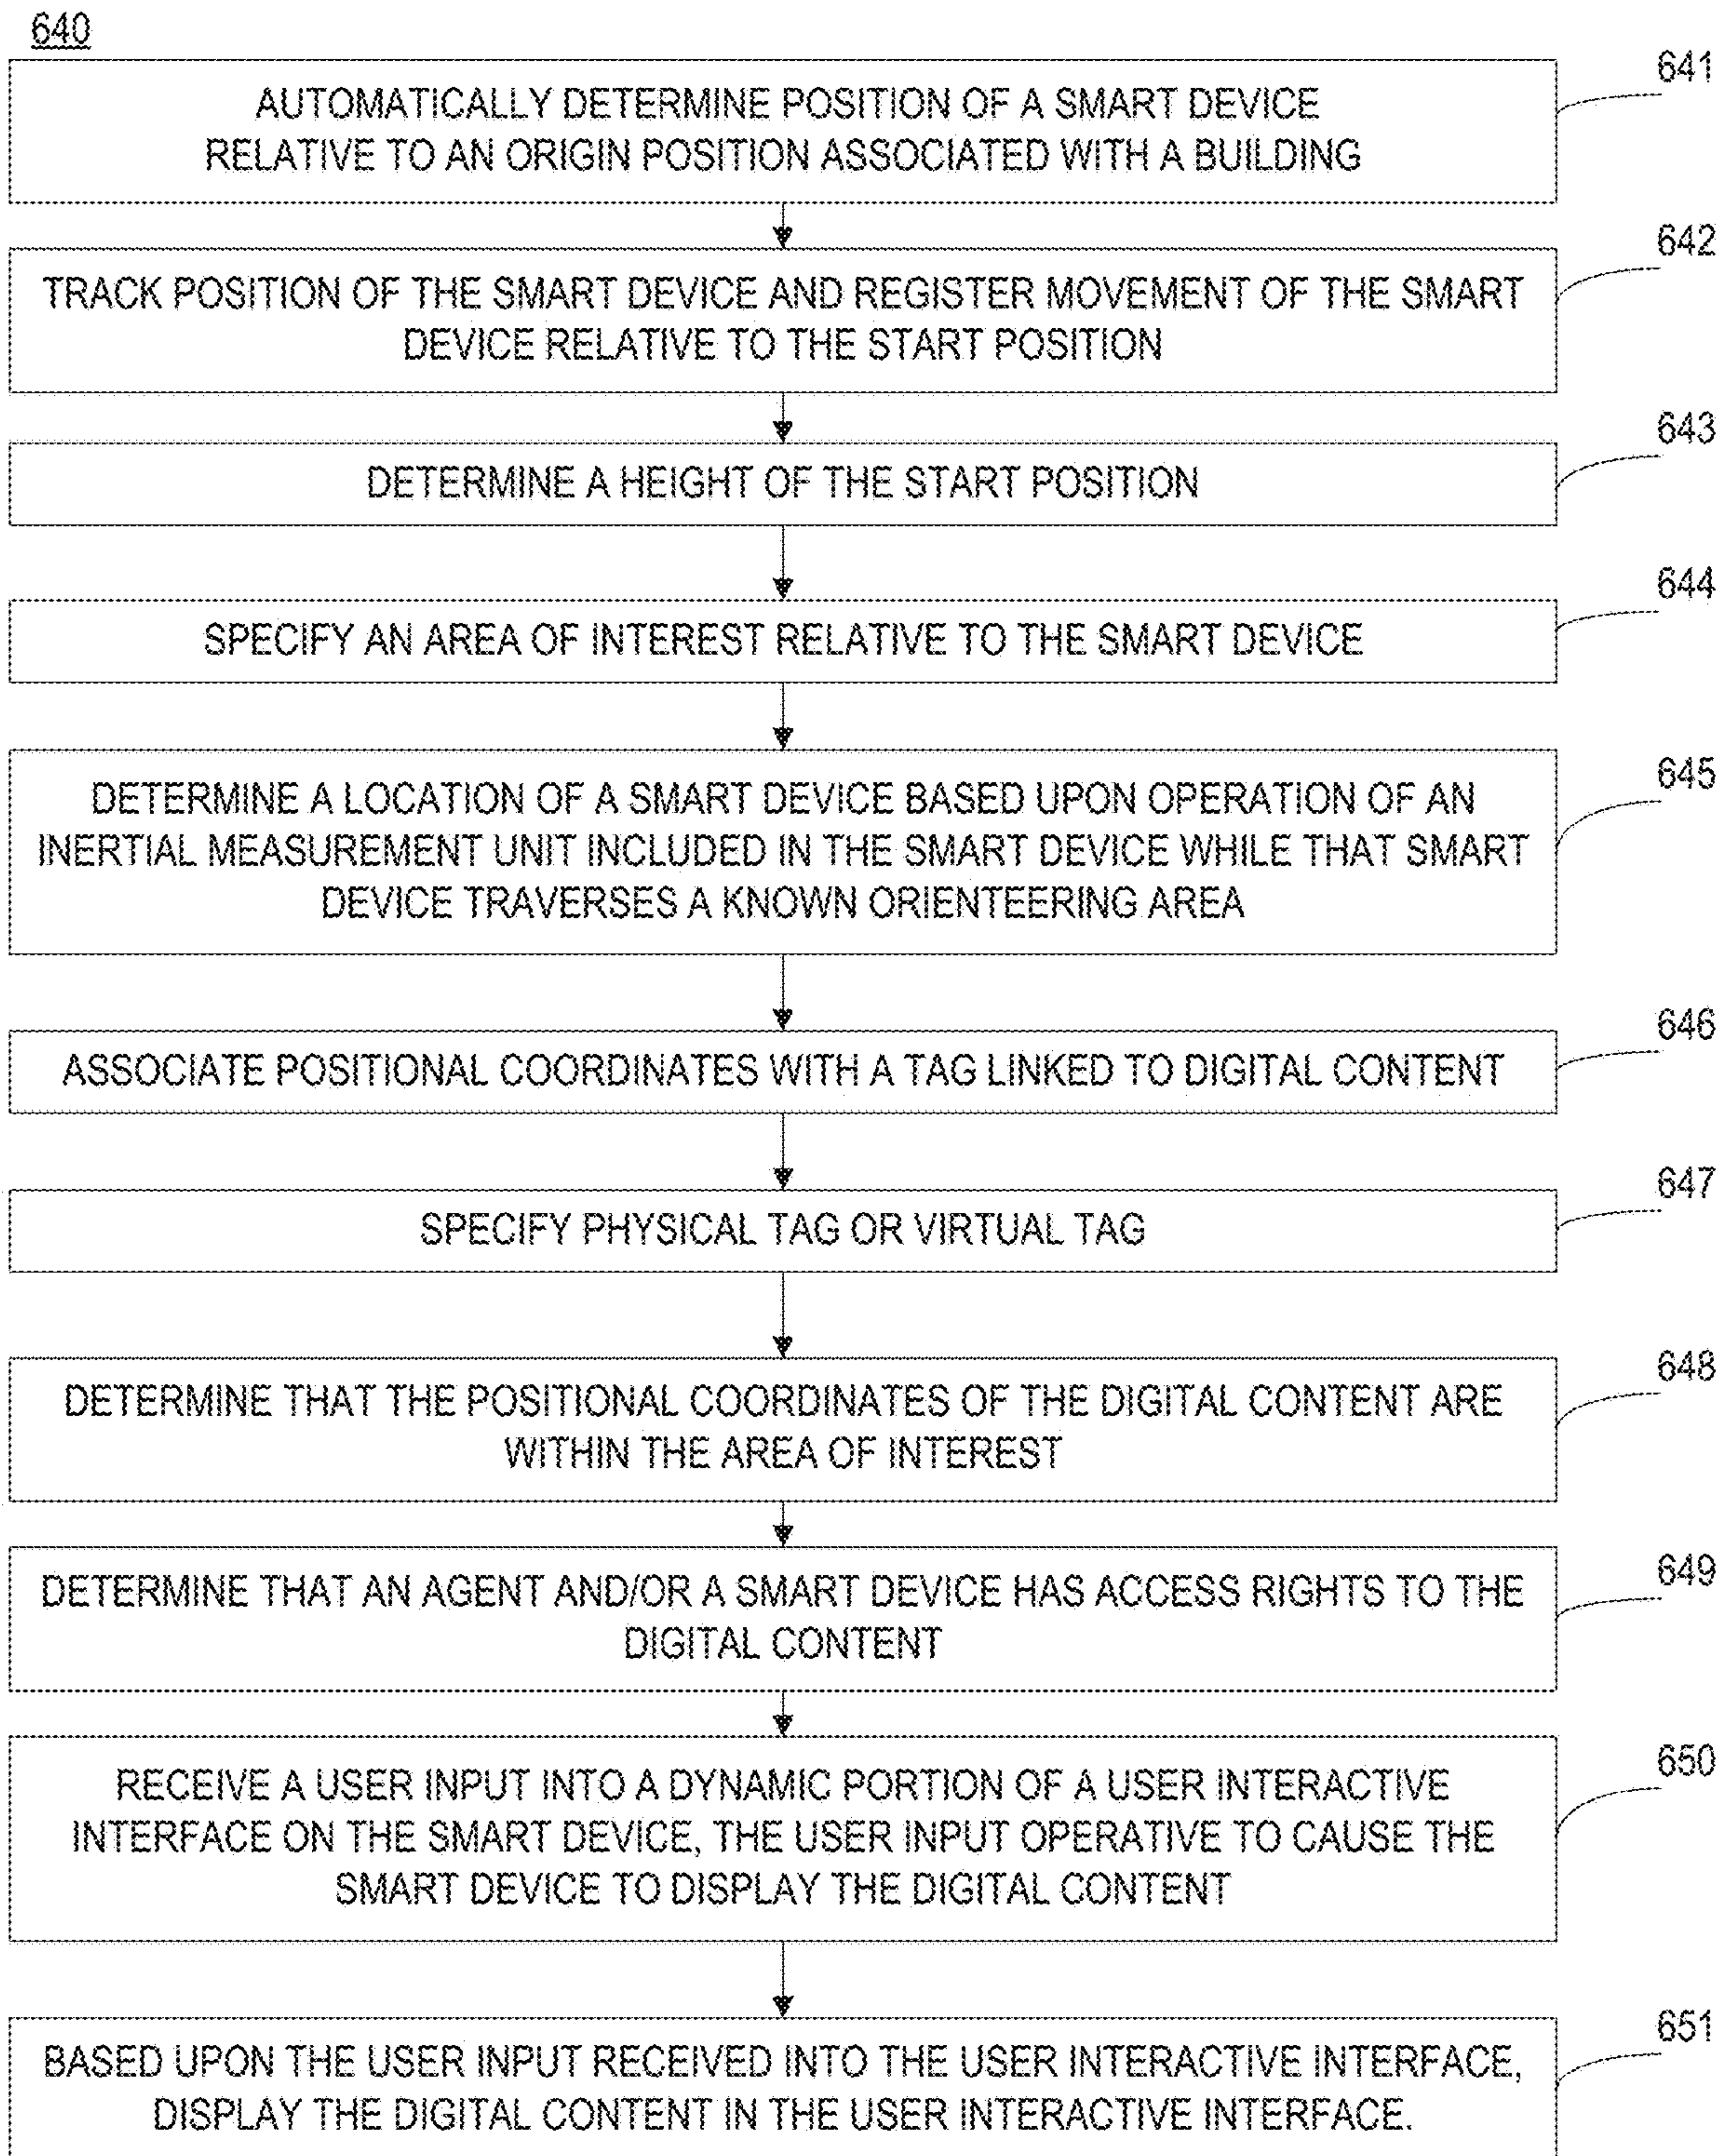 640
641
AUTOMATICALLY DETERMINE POSITION OF A SMART DEVICE
RELATIVE TO AN ORIGIN POSITION ASSOCIATED WITH A BUILDING
642
TRACK POSITION OF THE SMART DEVICE AND REGISTER MOVEMENT OF THE SMART
DEVICE RELATIVE TO THE START POSITION
643
DETERMINE A HEIGHT OF THE START POSITION
644
SPECIFY AN AREA OF INTEREST RELATIVE TO THE SMART DEVICE
645
DETERMINE A LOCATION OF A SMART DEVICE BASED UPON OPERATION OF AN
INERTIAL MEASUREMENT UNIT INCLUDED IN THE SMART DEVICE WHILE THAT SMART
DEVICE TRAVERSES A KNOWN ORIENTEERING AREA
646
ASSOCIATE POSITIONAL COORDINATES WITH A TAG LINKED TO DIGITAL CONTENT
647
SPECIFY PHYSICAL TAG OR VIRTUAL TAG
648
DETERMINE THAT THE POSITIONAL COORDINATES OF THE DIGITAL CONTENT ARE
WITHIN THE AREA OF INTEREST
649
DETERMINE THAT AN AGENT AND/OR A SMART DEVICE HAS ACCESS RIGHTS TO THE
DIGITAL CONTENT
650
RECEIVE A USER INPUT INTO A DYNAMIC PORTION OF A USER INTERACTIVE
INTERFACE ON THE SMART DEVICE, THE USER INPUT OPERATIVE TO CAUSE THE
SMART DEVICE TO DISPLAY THE DIGITAL CONTENT
651
BASED UPON THE USER INPUT RECEIVED INTO THE USER INTERACTIVE INTERFACE,
DISPLAY THE DIGITAL CONTENT IN THE USER INTERACTIVE INTERFACE.